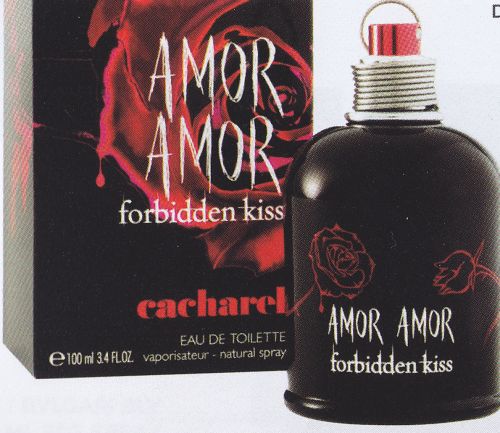 D
AMOR
AMOR
forbidden kiss
cacharel
EAU DE TOILETTE
e 100 ml 3.4 FL.OZ. vaporisateur - natural spray
AMOR AMOR
forbidden kiss